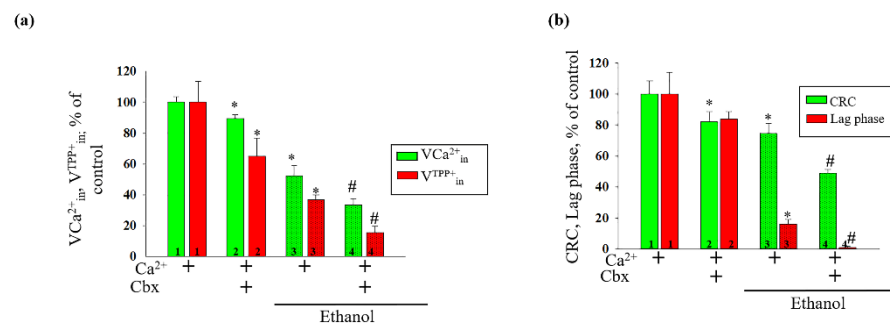 (a)
VCa²⁺in, Vᵀᴾᴾ⁺in; % of
control
120
100
80
60
40
20
0
*
*
*
*
#
#
1 1 2 2 3 3 4 4
VCa²⁺in
Vᵀᴾᴾ⁺in
Ca²⁺ + + + +
Cbx + +
Ethanol
(b)
CRC, Lag phase, % of control
120
100
80
60
40
20
0
*
*
*
#
#
1 1 2 2 3 3 4 4
CRC
Lag phase
Ca²⁺ + + + +
Cbx + +
Ethanol